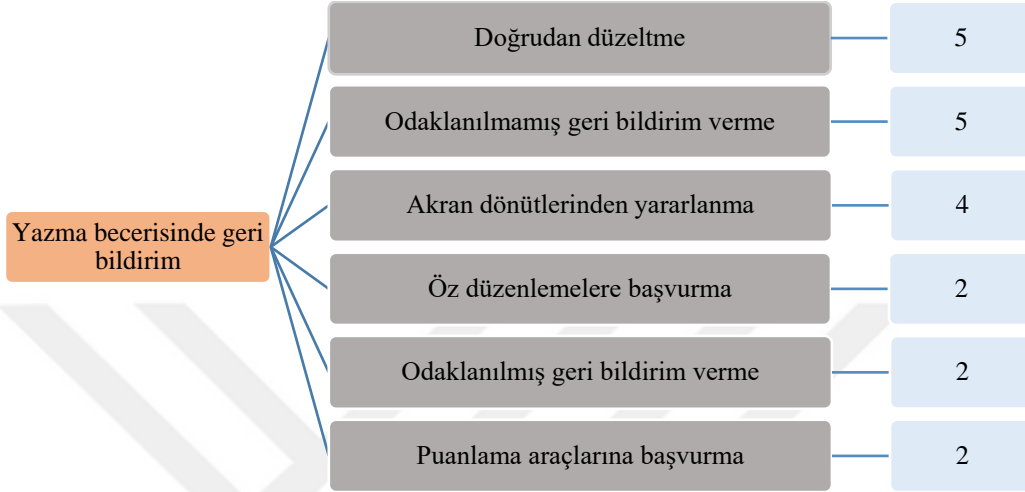 Doğrudan düzeltme 5
Odaklanılmamış geri bildirim verme 5
Akran dönütlerinden yararlanma 4
Yazma becerisinde geri
bildirim
Öz düzenlemelere başvurma 2
Odaklanılmış geri bildirim verme 2
Puanlama araçlarına başvurma 2